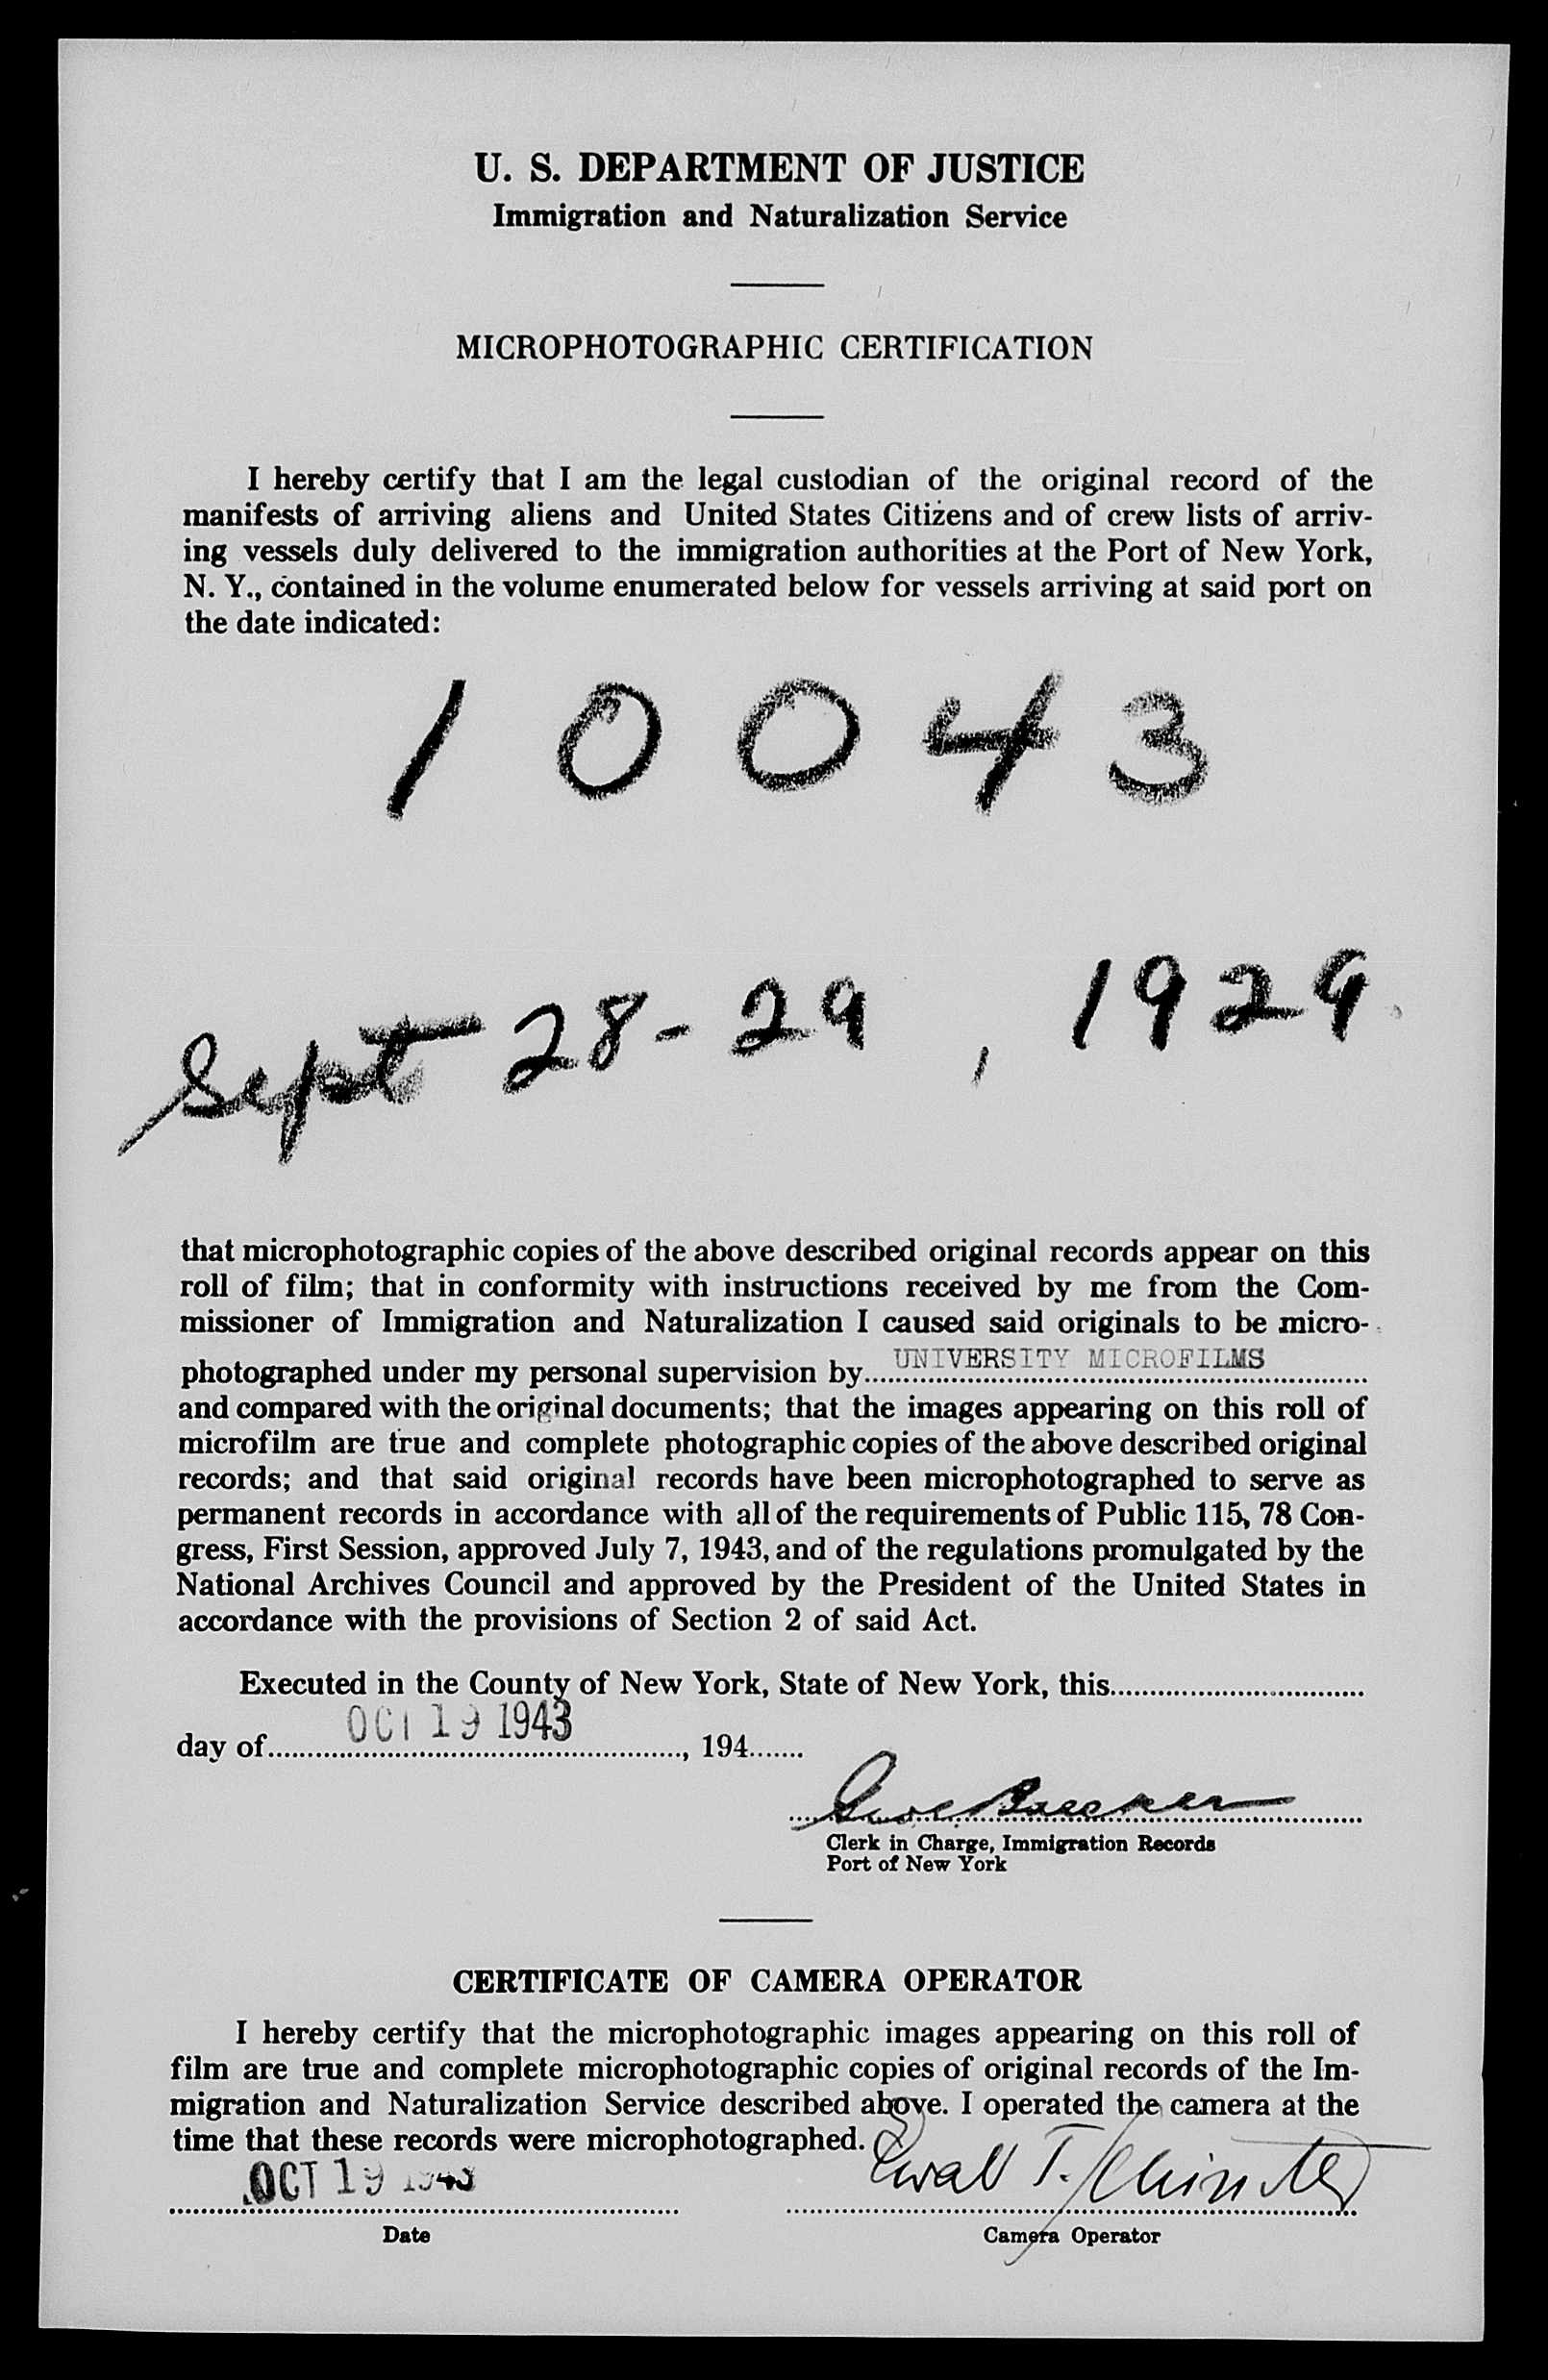 U. S. DEPARTMENT OF JUSTICE
Immigration and Naturalization Service
MICROPHOTOGRAPHIC CERTIFICATION
I hereby certify that I am the legal custodian of the original record of the
manifests of arriving aliens and United States Citizens and of crew lists of arriv-
ing vessels duly delivered to the immigration authorities at the Port of New York,
N. Y., contained in the volume enumerated below for vessels arriving at said port on
the date indicated:
10043
Sept 28-29, 1929
that microphotographic copies of the above described original records appear on this
roll of film; that in conformity with instructions received by me from the Com-
missioner of Immigration and Naturalization I caused said originals to be micro-
photographed under my personal supervision by UNIVERSITY MICROFILMS
and compared with the original documents; that the images appearing on this roll of
microfilm are true and complete photographic copies of the above described original
records; and that said original records have been microphotographed to serve as
permanent records in accordance with all of the requirements of Public 115, 78 Con-
gress, First Session, approved July 7, 1943, and of the regulations promulgated by the
National Archives Council and approved by the President of the United States in
accordance with the provisions of Section 2 of said Act.
Executed in the County of New York, State of New York, this
day of OCT 19 1943, 194
Clerk in Charge, Immigration Records
Port of New York
CERTIFICATE OF CAMERA OPERATOR
I hereby certify that the microphotographic images appearing on this roll of
film are true and complete microphotographic copies of original records of the Im-
migration and Naturalization Service described above. I operated the camera at the
time that these records were microphotographed.
OCT 19 1943
Date
Camera Operator